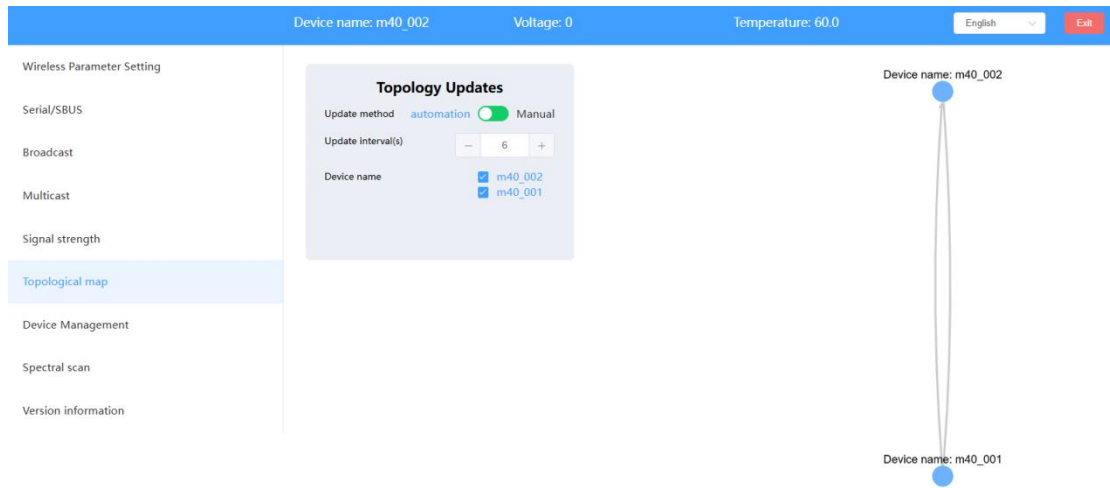 Device name: m40_002 Voltage: 0 Temperature: 60.0 English Exit
Wireless Parameter Setting
Serial/SBUS
Broadcast
Multicast
Signal strength
Topological map
Device Management
Spectral scan
Version information
Topology Updates
Update method automation Manual
Update interval(s) − 6 +
Device name m40_002
m40_001
Device name: m40_002
Device name: m40_001